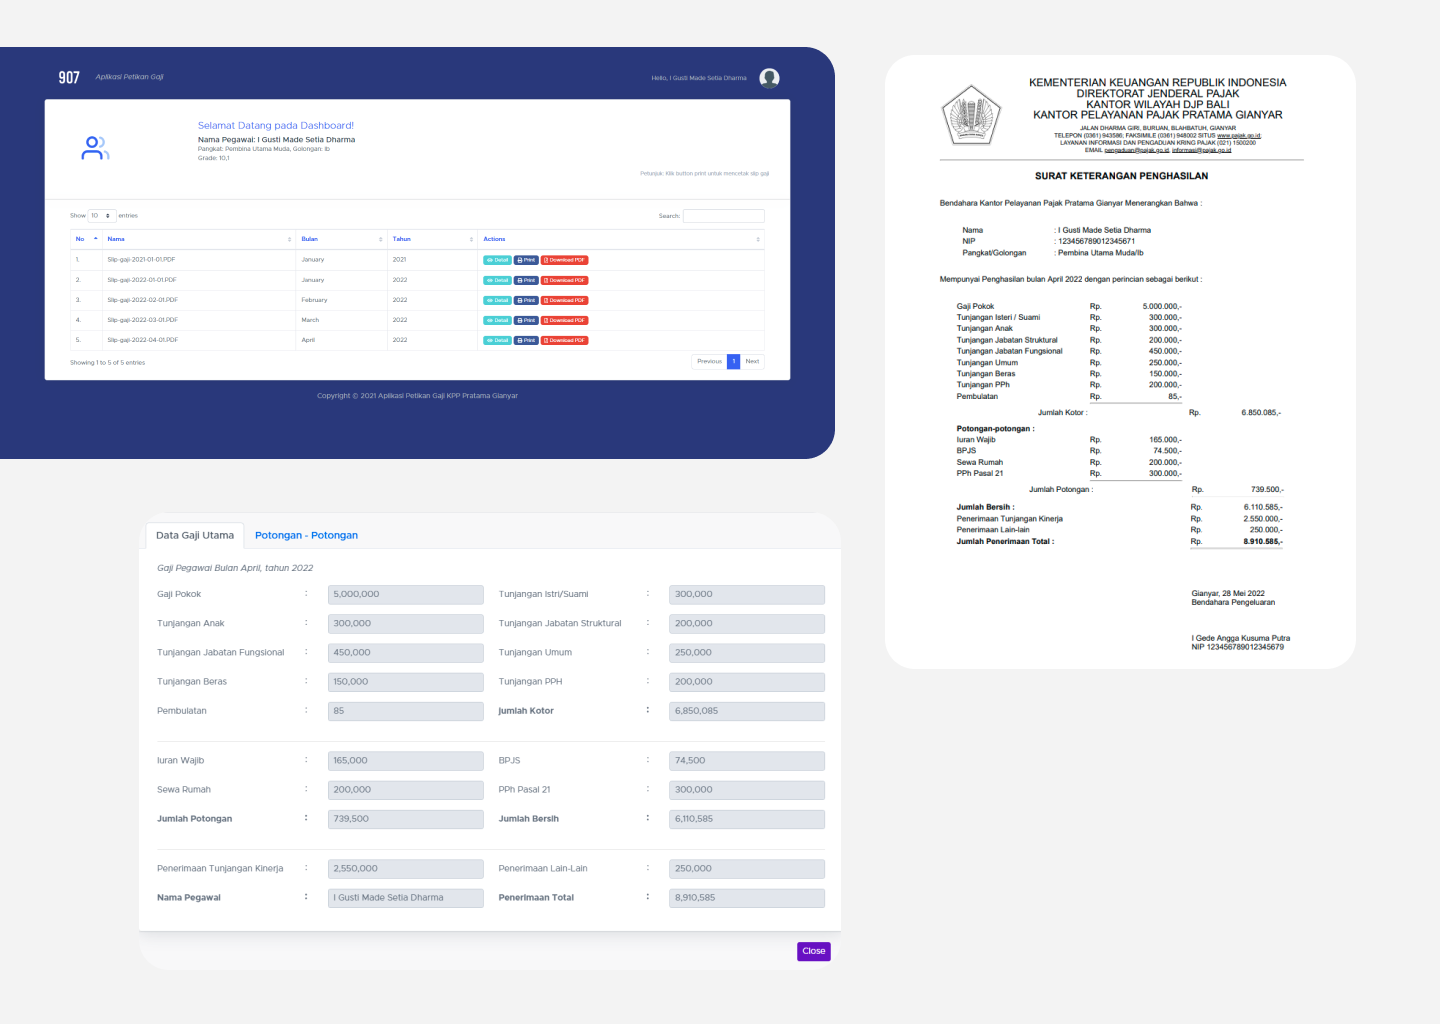 907 Aplikasi Petikan Gaji
Hello, I Gusti Made Setia Dharma
Selamat Datang pada Dashboard!
Nama Pegawai: I Gusti Made Setia Dharma
Pangkat: Pembina Utama Muda, Golongan: Ib
Grade: 10,1
Petunjuk: Klik button print untuk mencetak slip gaji
Show 10 entries
Search:
No Nama Bulan Tahun Actions
1. Slip-gaji-2021-01-01.PDF January 2021 Detail Print Download PDF
2. Slip-gaji-2022-01-01.PDF January 2022 Detail Print Download PDF
3. Slip-gaji-2022-02-01.PDF February 2022 Detail Print Download PDF
4. Slip-gaji-2022-03-01.PDF March 2022 Detail Print Download PDF
5. Slip-gaji-2022-04-01.PDF April 2022 Detail Print Download PDF
Showing 1 to 5 of 5 entries
Previous 1 Next
Copyright © 2021 Aplikasi Petikan Gaji KPP Pratama Gianyar
KEMENTERIAN KEUANGAN REPUBLIK INDONESIA
DIREKTORAT JENDERAL PAJAK
KANTOR WILAYAH DJP BALI
KANTOR PELAYANAN PAJAK PRATAMA GIANYAR
JALAN DHARMA GIRI, BURUAN, BLAHBATUH, GIANYAR
TELEPON (0361) 943586; FAKSIMILE (0361) 948002 SITUS www.pajak.go.id;
LAYANAN INFORMASI DAN PENGADUAN KRING PAJAK (021) 1500200
EMAIL pengaduan@pajak.go.id, informasi@pajak.go.id
SURAT KETERANGAN PENGHASILAN
Bendahara Kantor Pelayanan Pajak Pratama Gianyar Menerangkan Bahwa :
Nama : I Gusti Made Setia Dharma
NIP : 123456789012345671
Pangkat/Golongan : Pembina Utama Muda/Ib
Mempunyai Penghasilan bulan April 2022 dengan perincian sebagai berikut :
Gaji Pokok Rp. 5.000.000,-
Tunjangan Isteri / Suami Rp. 300.000,-
Tunjangan Anak Rp. 300.000,-
Tunjangan Jabatan Struktural Rp. 200.000,-
Tunjangan Jabatan Fungsional Rp. 450.000,-
Tunjangan Umum Rp. 250.000,-
Tunjangan Beras Rp. 150.000,-
Tunjangan PPh Rp. 200.000,-
Pembulatan Rp. 85,-
Jumlah Kotor : Rp. 6.850.085,-
Potongan-potongan :
Iuran Wajib Rp. 165.000,-
BPJS Rp. 74.500,-
Sewa Rumah Rp. 200.000,-
PPh Pasal 21 Rp. 300.000,-
Jumlah Potongan : Rp. 739.500,-
Jumlah Bersih : Rp. 6.110.585,-
Penerimaan Tunjangan Kinerja Rp. 2.550.000,-
Penerimaan Lain-lain Rp. 250.000,-
Jumlah Penerimaan Total : Rp. 8.910.585,-
Gianyar, 28 Mei 2022
Bendahara Pengeluaran
I Gede Angga Kusuma Putra
NIP 123456789012345679
Data Gaji Utama Potongan - Potongan
Gaji Pegawai Bulan April, tahun 2022
Gaji Pokok : 5,000,000 Tunjangan Istri/Suami : 300,000
Tunjangan Anak : 300,000 Tunjangan Jabatan Struktural : 200,000
Tunjangan Jabatan Fungsional : 450,000 Tunjangan Umum : 250,000
Tunjangan Beras : 150,000 Tunjangan PPH : 200,000
Pembulatan : 85 Jumlah Kotor : 6,850,085
Iuran Wajib : 165,000 BPJS : 74,500
Sewa Rumah : 200,000 PPh Pasal 21 : 300,000
Jumlah Potongan : 739,500 Jumlah Bersih : 6,110,585
Penerimaan Tunjangan Kinerja : 2,550,000 Penerimaan Lain-Lain : 250,000
Nama Pegawai : I Gusti Made Setia Dharma Penerimaan Total : 8,910,585
Close